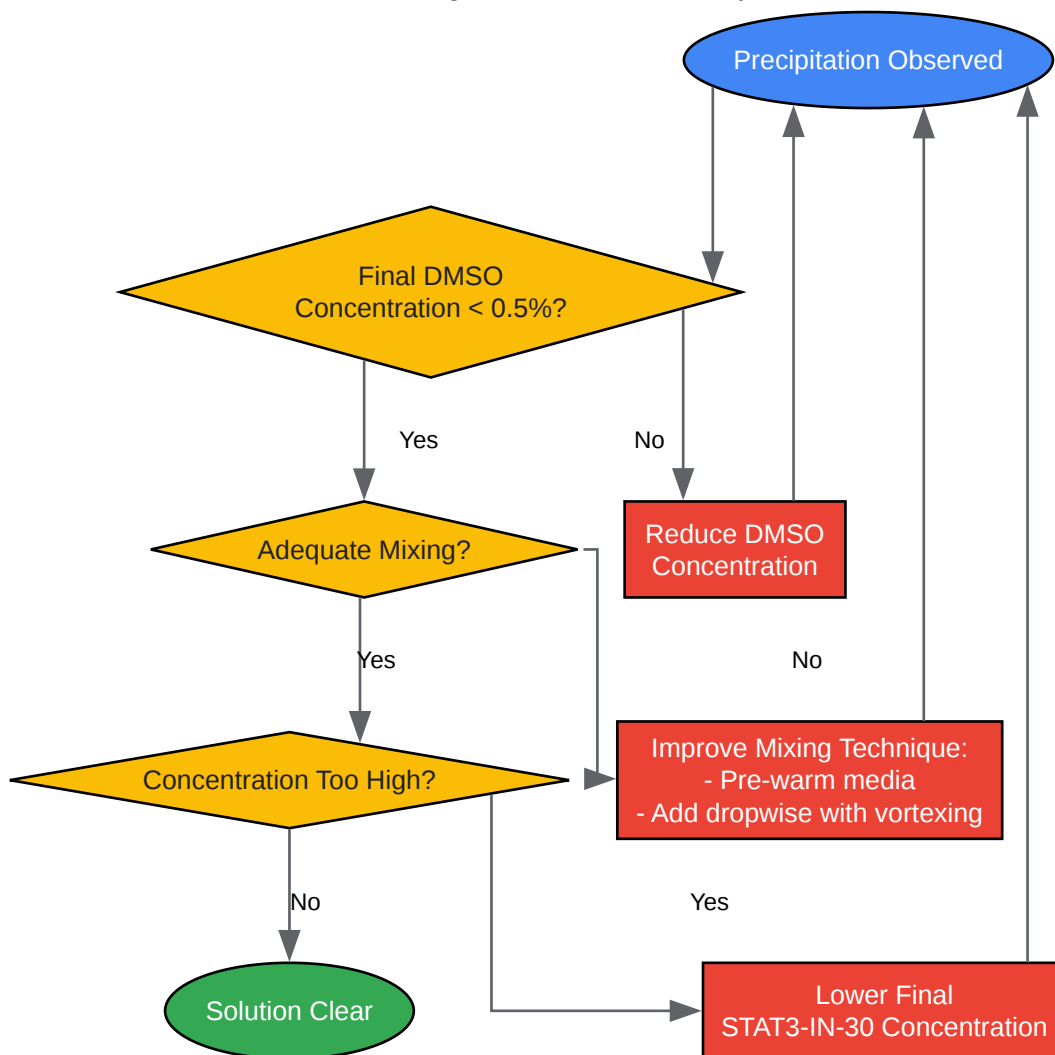 Precipitation Observed
Final DMSO
Concentration < 0.5%?
Yes
No
Adequate Mixing?
Reduce DMSO
Concentration
Yes
No
Concentration Too High?
Improve Mixing Technique:
- Pre-warm media
- Add dropwise with vortexing
No
Yes
Solution Clear
Lower Final
STAT3-IN-30 Concentration